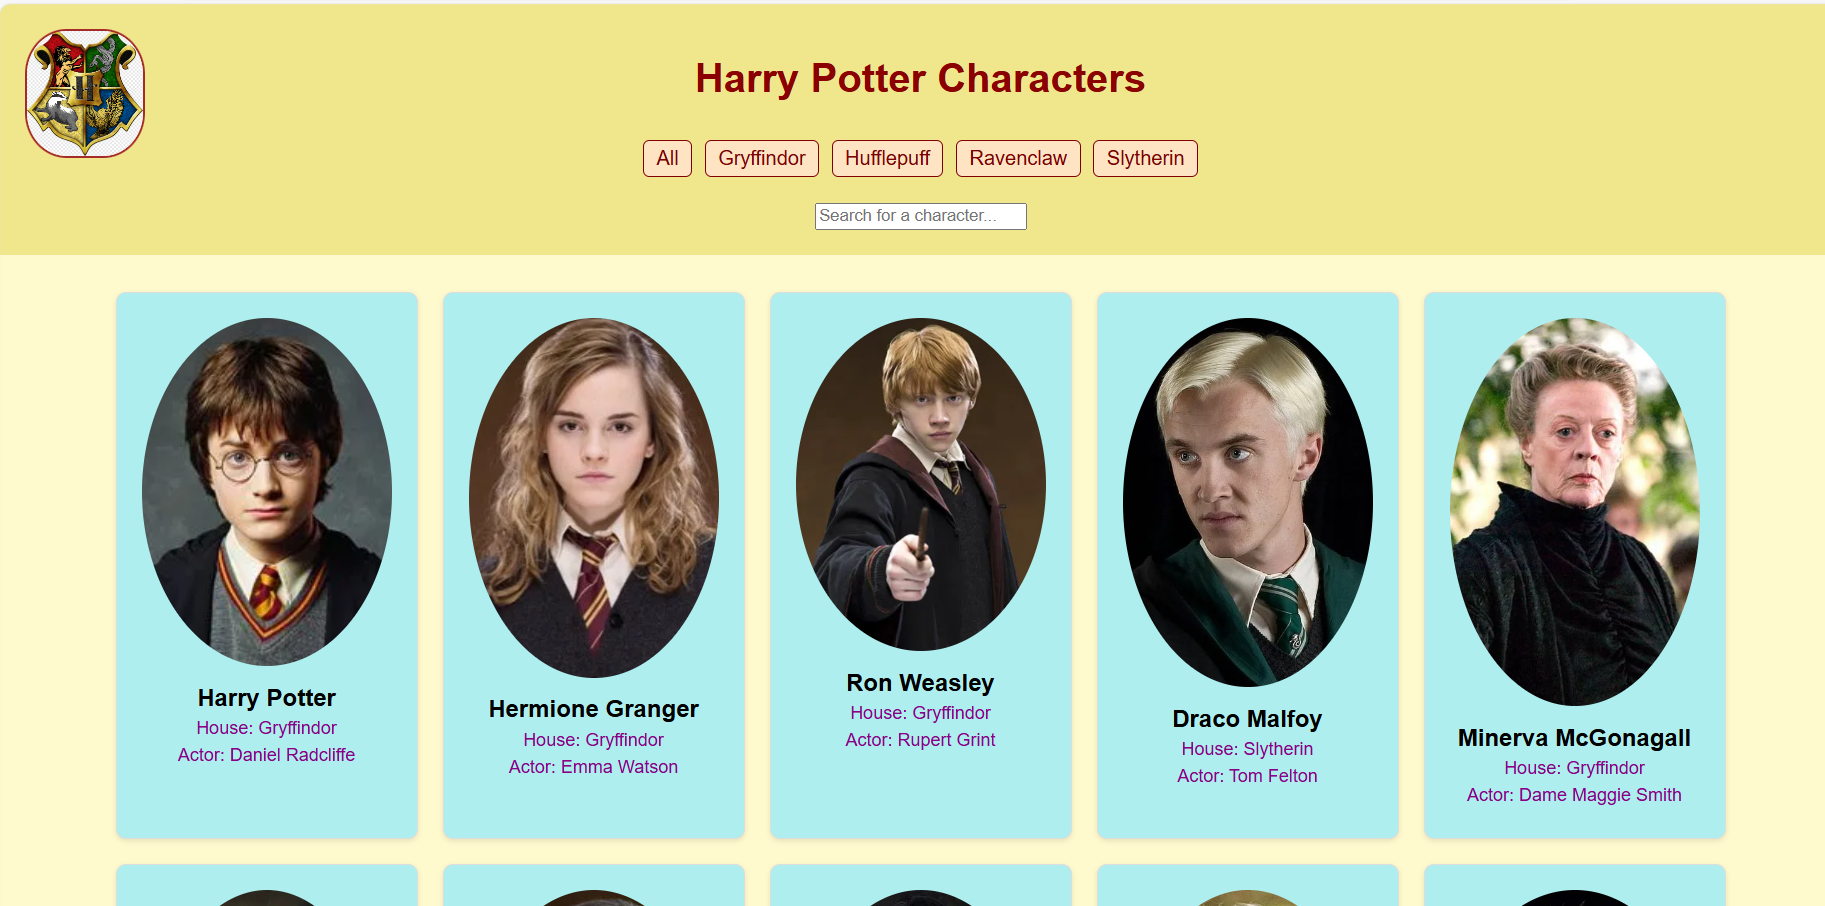 Harry Potter Characters
All Gryffindor Hufflepuff Ravenclaw Slytherin
Search for a character...
Harry Potter
House: Gryffindor
Actor: Daniel Radcliffe
Hermione Granger
House: Gryffindor
Actor: Emma Watson
Ron Weasley
House: Gryffindor
Actor: Rupert Grint
Draco Malfoy
House: Slytherin
Actor: Tom Felton
Minerva McGonagall
House: Gryffindor
Actor: Dame Maggie Smith